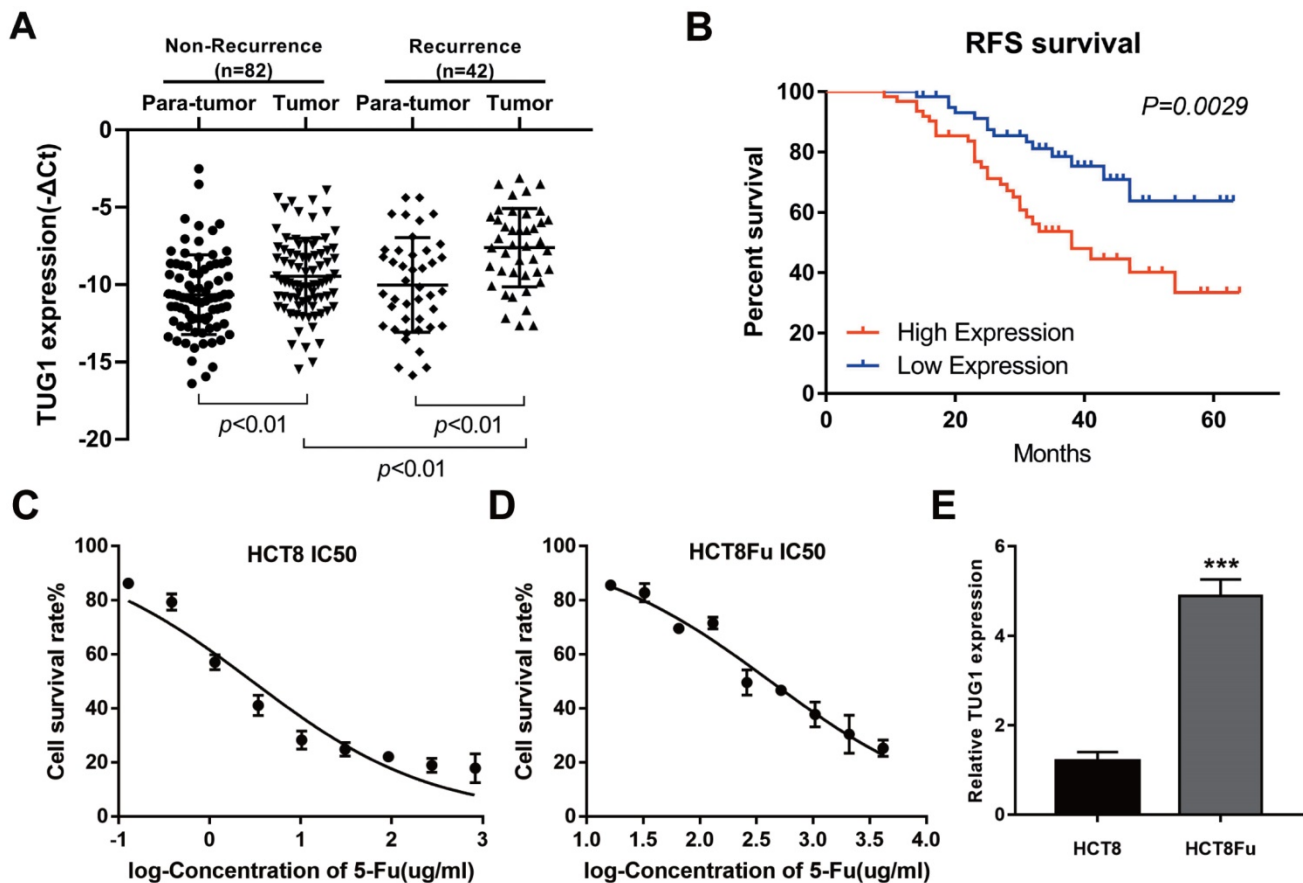 A
Non-Recurrence
(n=82)
Recurrence
(n=42)
Para-tumor Tumor Para-tumor Tumor
TUG1 expression(-ΔCt)
0
-5
-10
-15
-20
p<0.01
p<0.01
p<0.01
B
RFS survival
P=0.0029
Percent survival
100
80
60
40
20
0
High Expression
Low Expression
0 20 40 60
Months
C
HCT8 IC50
Cell survival rate%
100
80
60
40
20
0
-1 0 1 2 3
log-Concentration of 5-Fu(ug/ml)
D
HCT8Fu IC50
Cell survival rate%
100
80
60
40
20
0
1.0 1.5 2.0 2.5 3.0 3.5 4.0
log-Concentration of 5-Fu(ug/ml)
E
Relative TUG1 expression
6
4
2
0
***
HCT8 HCT8Fu